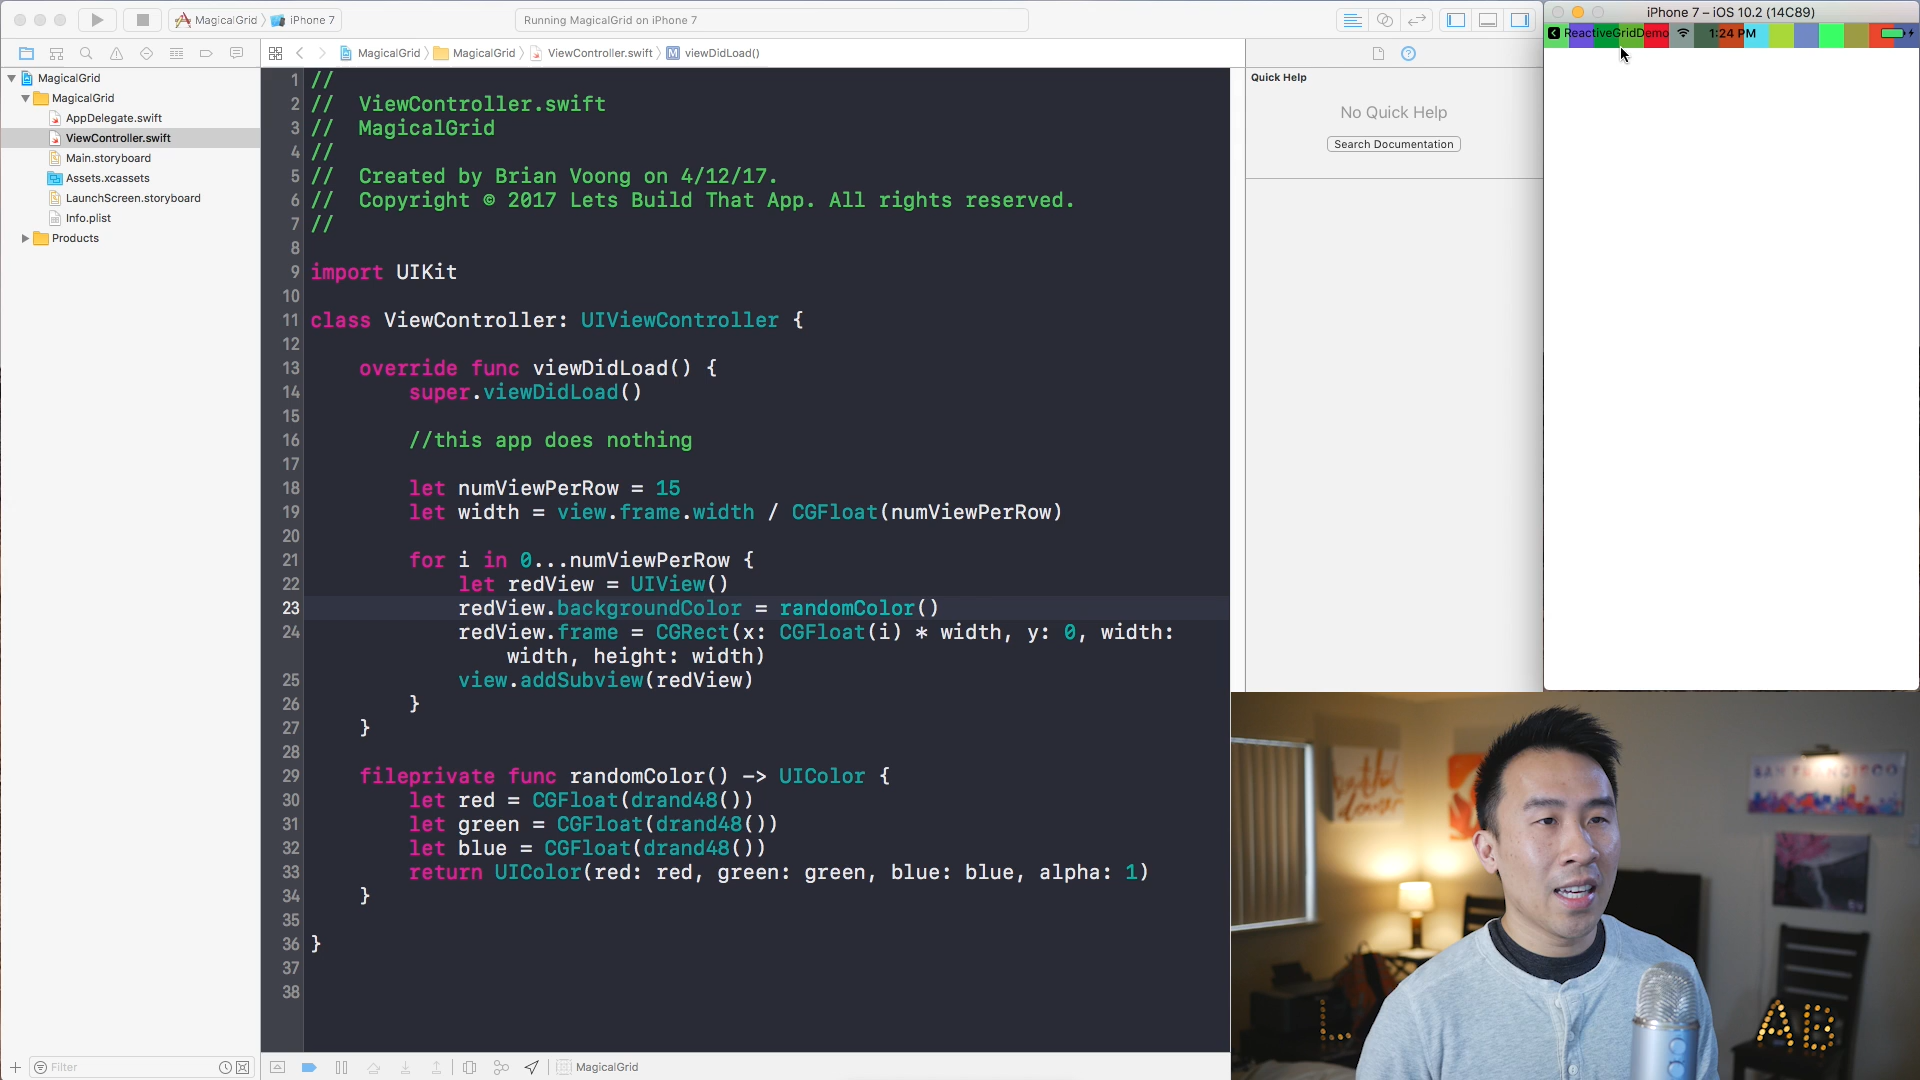 MagicalGrid
iPhone 7
Running MagicalGrid on iPhone 7
iPhone 7 – iOS 10.2 (14C89)
ReactiveGridDemo
1:24 PM
MagicalGrid
MagicalGrid
ViewController.swift
viewDidLoad()
MagicalGrid
MagicalGrid
AppDelegate.swift
ViewController.swift
Main.storyboard
Assets.xcassets
LaunchScreen.storyboard
Info.plist
Products
Filter
1 //
2 //  ViewController.swift
3 //  MagicalGrid
4 //
5 //  Created by Brian Voong on 4/12/17.
6 //  Copyright © 2017 Lets Build That App. All rights reserved.
7 //
8
9 import UIKit
10
11 class ViewController: UIViewController {
12
13     override func viewDidLoad() {
14         super.viewDidLoad()
15
16         //this app does nothing
17
18         let numViewPerRow = 15
19         let width = view.frame.width / CGFloat(numViewPerRow)
20
21         for i in 0...numViewPerRow {
22             let redView = UIView()
23             redView.backgroundColor = randomColor()
24             redView.frame = CGRect(x: CGFloat(i) * width, y: 0, width:
width, height: width)
25             view.addSubview(redView)
26         }
27     }
28
29     fileprivate func randomColor() -> UIColor {
30         let red = CGFloat(drand48())
31         let green = CGFloat(drand48())
32         let blue = CGFloat(drand48())
33         return UIColor(red: red, green: green, blue: blue, alpha: 1)
34     }
35
36 }
37
38
MagicalGrid
Quick Help
No Quick Help
Search Documentation
SAN FRANCISCO
L
AB